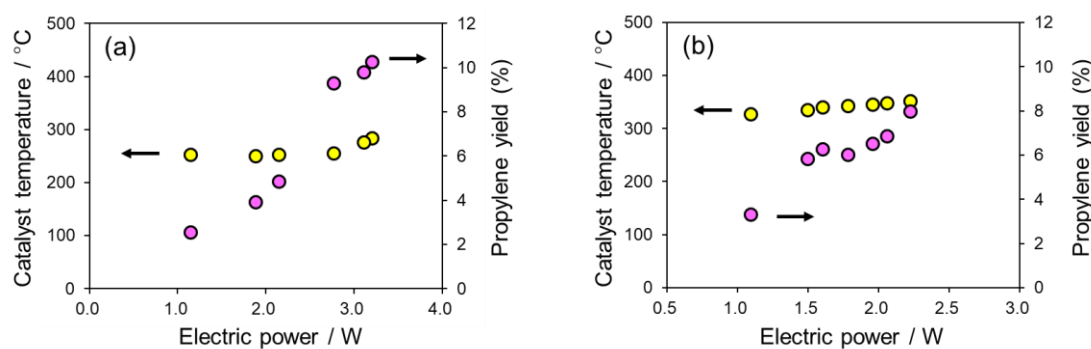 (a)
Catalyst temperature / °C
500
400
300
200
100
0
0.0 1.0 2.0 3.0 4.0
Electric power / W
12
10
8
6
4
2
0
Propylene yield (%)
(b)
Catalyst temperature / °C
500
400
300
200
100
0
0.5 1.0 1.5 2.0 2.5 3.0
Electric power / W
12
10
8
6
4
2
0
Propylene yield (%)